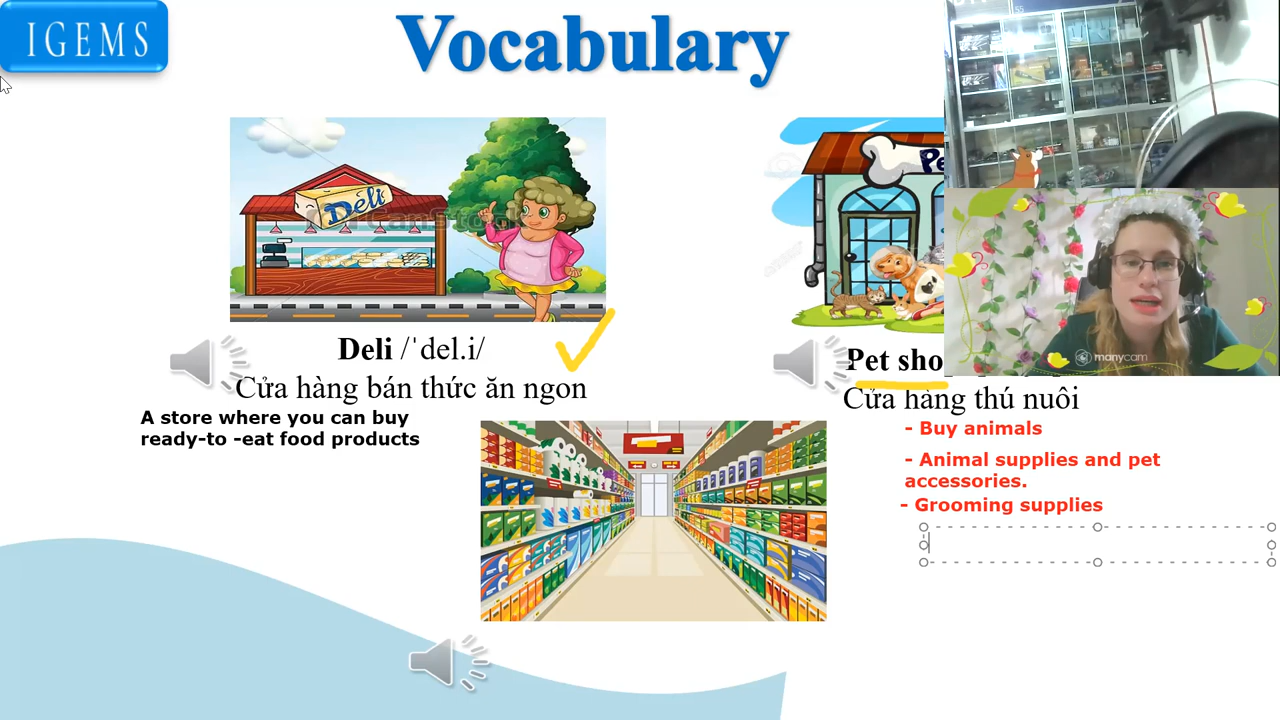 IGEMS
Vocabulary
Deli
Pe
Deli /ˈdel.i/
Cửa hàng bán thức ăn ngon
A store where you can buy
ready-to -eat food products
Pet sho
Cửa hàng thú nuôi
- Buy animals
- Animal supplies and pet
accessories.
- Grooming supplies
manycam